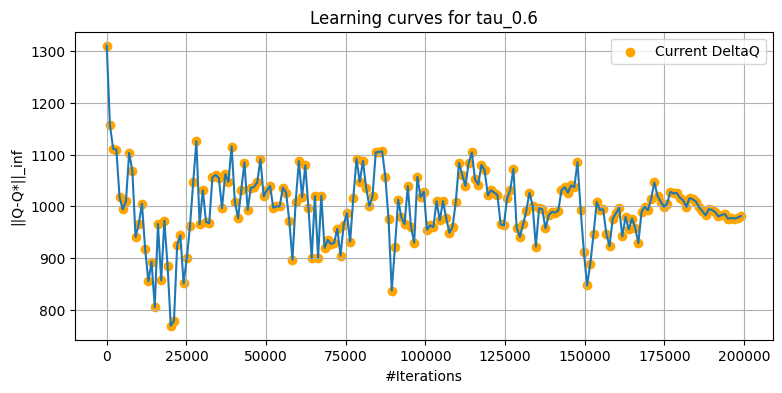 Learning curves for tau_0.6
Current DeltaQ
||Q-Q*||_inf
1300
1200
1100
1000
900
800
0 25000 50000 75000 100000 125000 150000 175000 200000
#Iterations